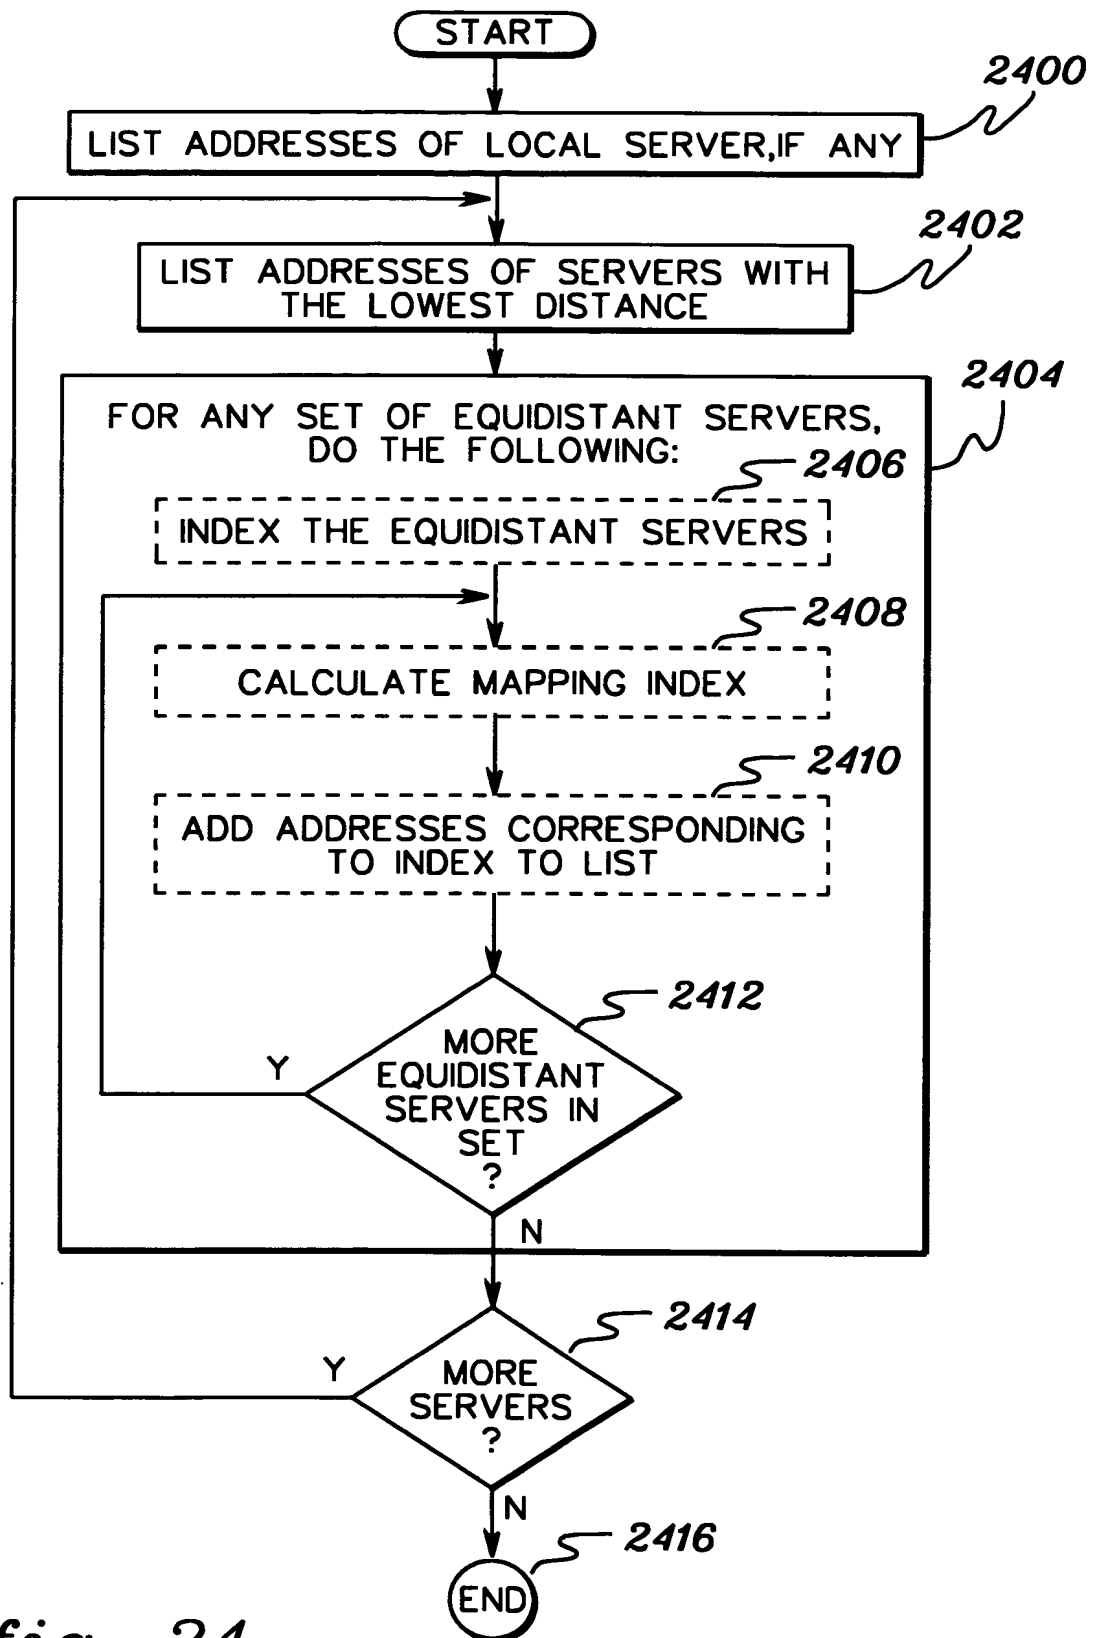 START
2400
LIST ADDRESSES OF LOCAL SERVER,IF ANY
2402
LIST ADDRESSES OF SERVERS WITH
THE LOWEST DISTANCE
2404
FOR ANY SET OF EQUIDISTANT SERVERS,
DO THE FOLLOWING:
2406
INDEX THE EQUIDISTANT SERVERS
2408
CALCULATE MAPPING INDEX
2410
ADD ADDRESSES CORRESPONDING
TO INDEX TO LIST
2412
MORE
EQUIDISTANT
SERVERS IN
SET
?
Y
N
2414
MORE
SERVERS
?
Y
N
2416
END
fig. 24